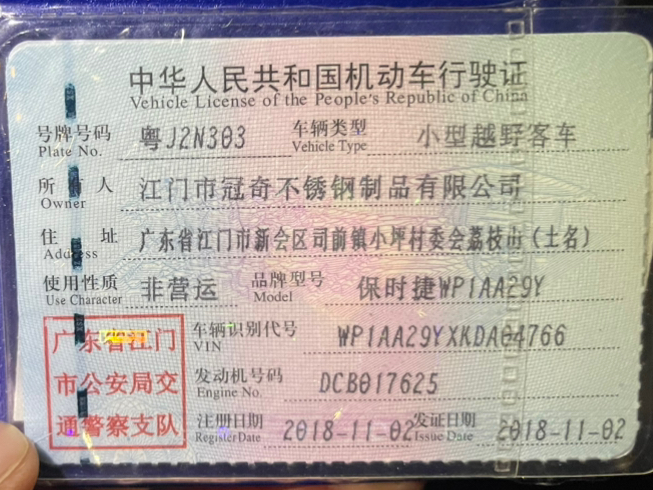 中华人民共和国机动车行驶证
Vehicle License of the People's Republic of China
号牌号码 粤J2N303 车辆类型 小型越野客车
Plate No. Vehicle Type
所有人 江门市冠奇不锈钢制品有限公司
Owner
住址 广东省江门市新会区司前镇小坪村委会荔枝山（土名）
Address
使用性质 非营运 品牌型号 保时捷WP1AA29Y
Use Character Model
广东省江门 车辆识别代号 WP1AA29YXKDA04766
VIN
市公安局交 发动机号码 DCB017625
Engine No.
通警察支队 注册日期 2018-11-02 发证日期 2018-11-02
Register Date Issue Date